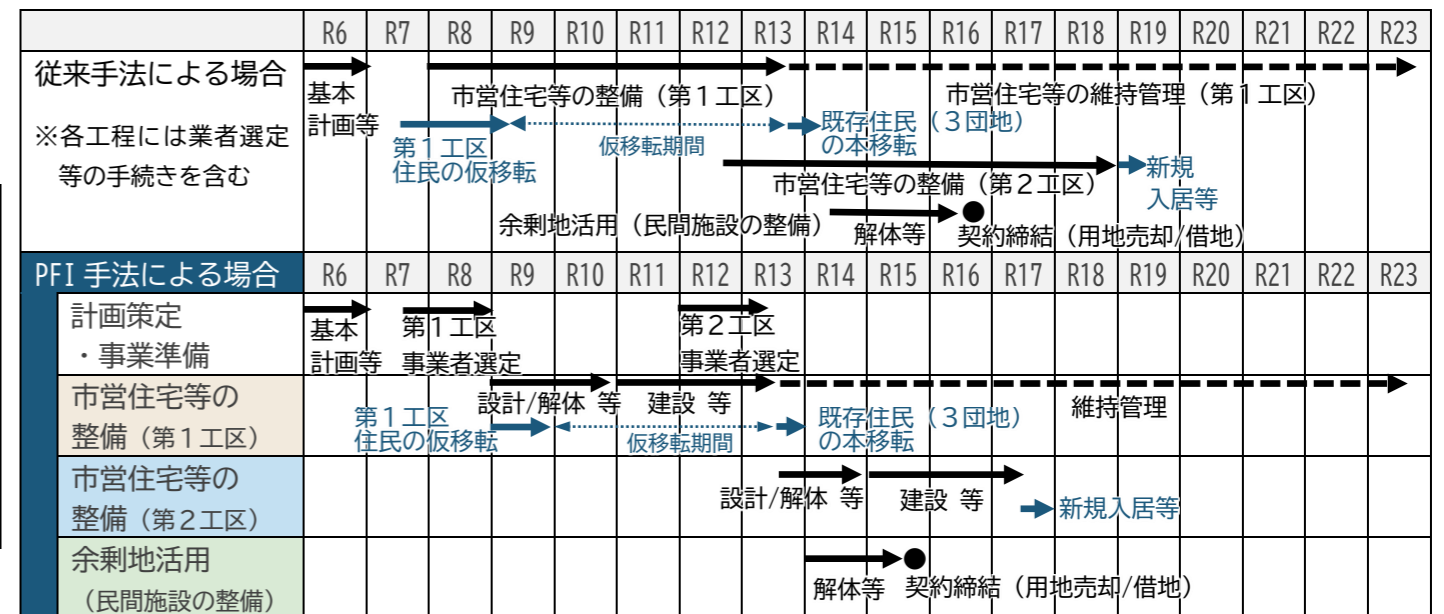 R6 R7 R8 R9 R10 R11 R12 R13 R14 R15 R16 R17 R18 R19 R20 R21 R22 R23
従来手法による場合
※各工程には業者選定
等の手続きを含む
基本
計画等
市営住宅等の整備（第１工区）
市営住宅等の維持管理（第１工区）
第１工区
住民の仮移転
仮移転期間
既存住民（３団地）
の本移転
市営住宅等の整備（第２工区）
新規
入居等
余剰地活用（民間施設の整備）
解体等
契約締結（用地売却/借地）
PFI 手法による場合 R6 R7 R8 R9 R10 R11 R12 R13 R14 R15 R16 R17 R18 R19 R20 R21 R22 R23
計画策定
・事業準備
基本
計画等
第１工区
事業者選定
第２工区
事業者選定
市営住宅等の
整備（第１工区）
設計/解体 等
建設 等
維持管理
第１工区
住民の仮移転
仮移転期間
既存住民（３団地）
の本移転
市営住宅等の
整備（第２工区）
設計/解体 等
建設 等
新規入居等
余剰地活用
（民間施設の整備）
解体等
契約締結（用地売却/借地）